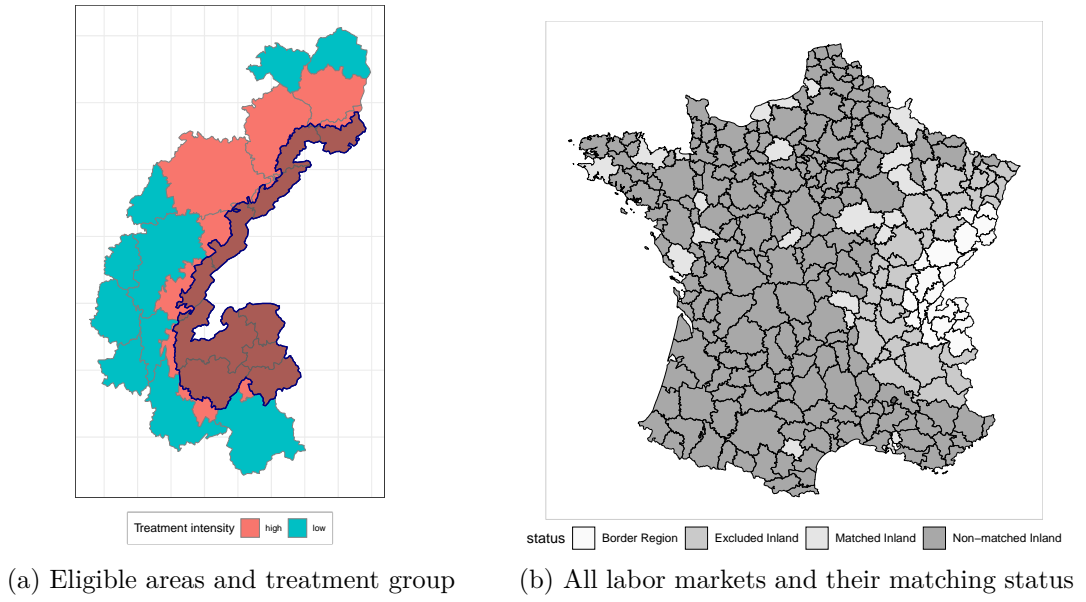 Treatment intensity high low
status Border Region Excluded Inland Matched Inland Non−matched Inland
(a) Eligible areas and treatment group
(b) All labor markets and their matching status